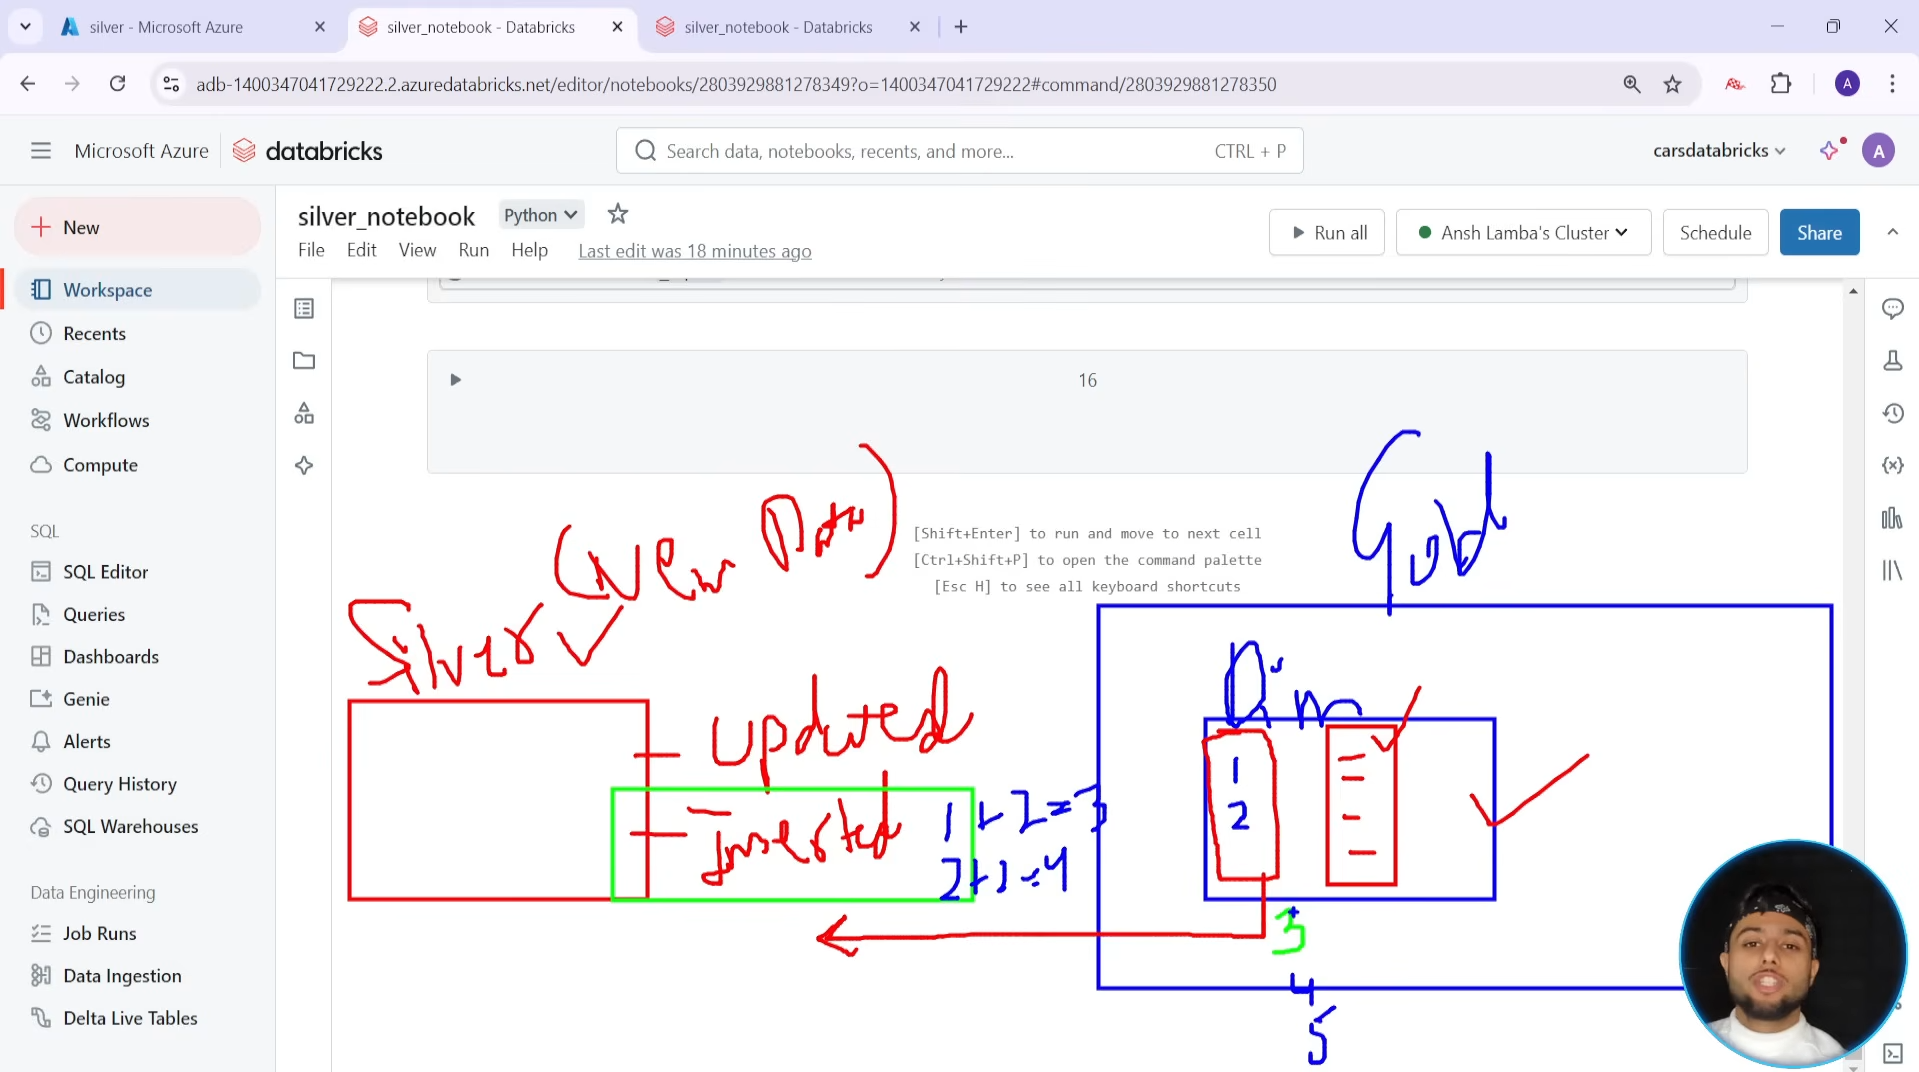 silver - Microsoft Azure
silver_notebook - Databricks
silver_notebook - Databricks
adb-1400347041729222.2.azuredatabricks.net/editor/notebooks/2803929881278349?o=1400347041729222#command/2803929881278350
A
Microsoft Azure
databricks
Search data, notebooks, recents, and more...
CTRL + P
carsdatabricks
A
New
Workspace
Recents
Catalog
Workflows
Compute
SQL
SQL Editor
Queries
Dashboards
Genie
Alerts
Query History
SQL Warehouses
Data Engineering
Job Runs
Data Ingestion
Delta Live Tables
silver_notebook
Python
File
Edit
View
Run
Help
Last edit was 18 minutes ago
Run all
Ansh Lamba's Cluster
Schedule
Share
16
[Shift+Enter] to run and move to next cell
[Ctrl+Shift+P] to open the command palette
[Esc H] to see all keyboard shortcuts
(New Data)
Silver
Updated
Inserted
1+2=3
Gold
Dim
1
2
3
4
5